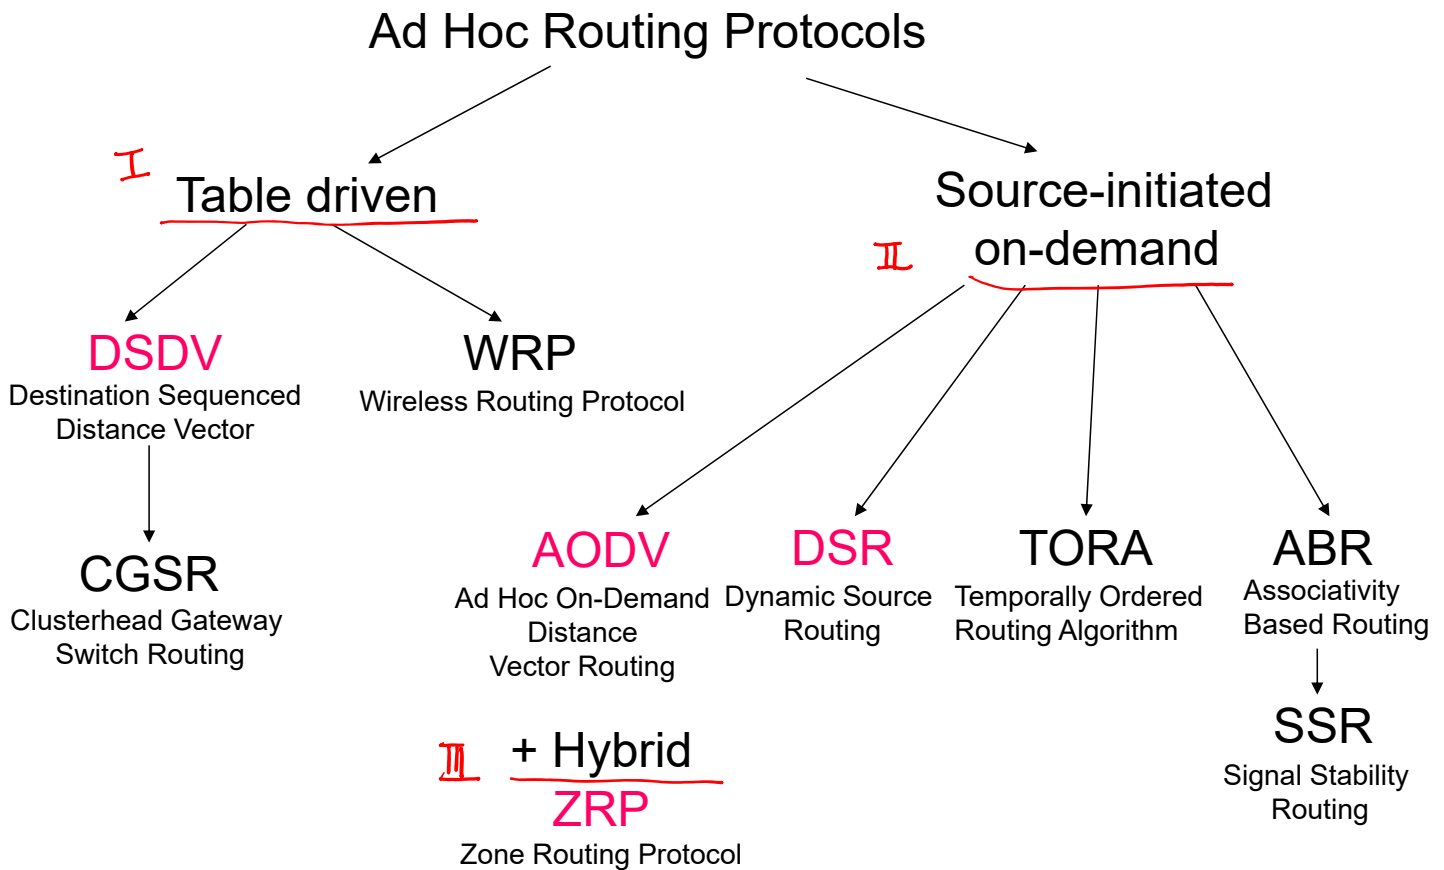 Ad Hoc Routing Protocols
I
Table driven
Source-initiated
on-demand
II
DSDV
Destination Sequenced
Distance Vector
WRP
Wireless Routing Protocol
CGSR
Clusterhead Gateway
Switch Routing
AODV
Ad Hoc On-Demand
Distance
Vector Routing
DSR
Dynamic Source
Routing
TORA
Temporally Ordered
Routing Algorithm
ABR
Associativity
Based Routing
SSR
Signal Stability
Routing
III
+ Hybrid
ZRP
Zone Routing Protocol